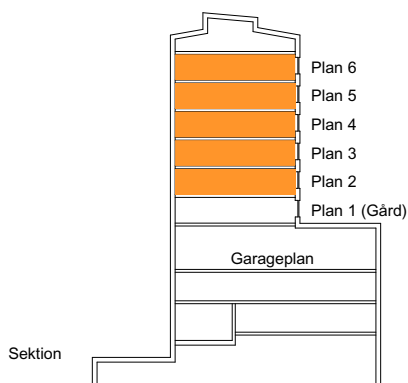 Plan 6
Plan 5
Plan 4
Plan 3
Plan 2
Plan 1 (Gård)
Garageplan
Sektion